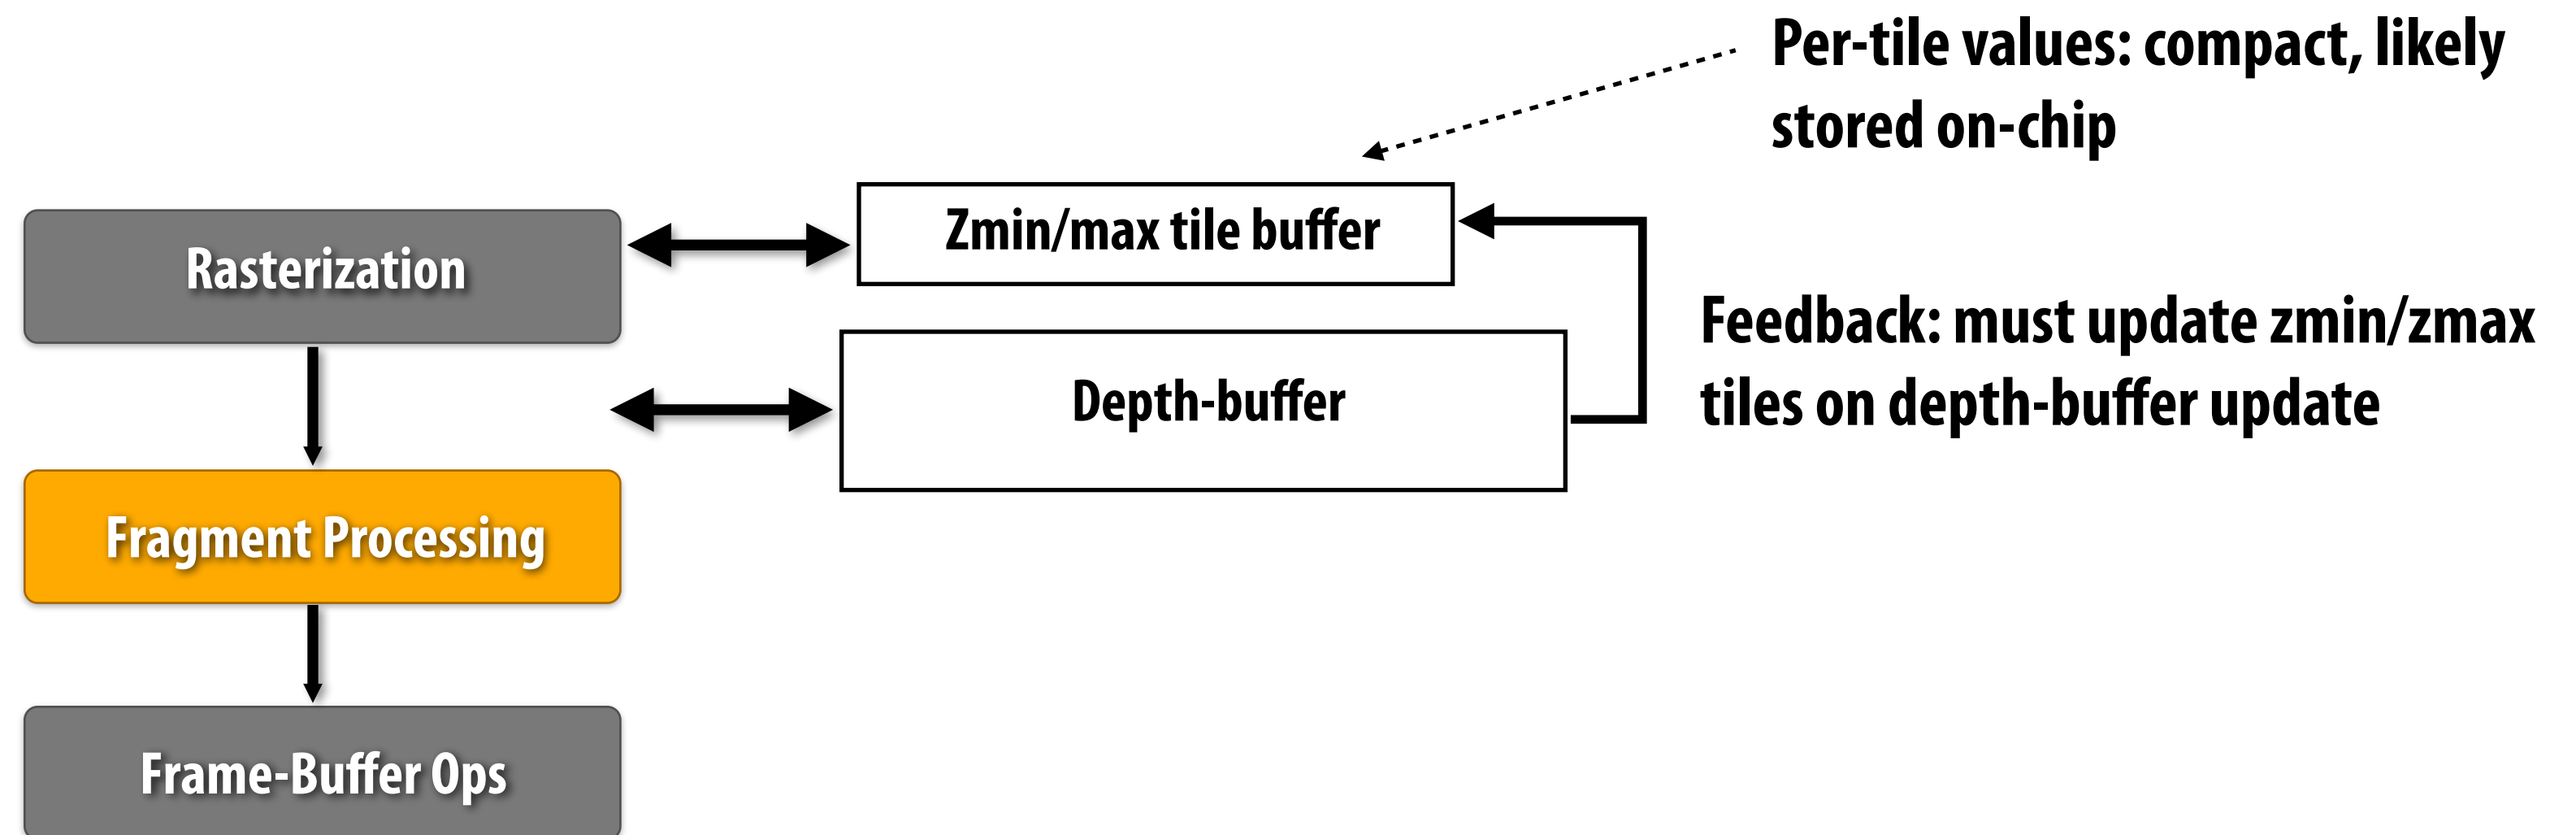 Per-tile values: compact, likely
stored on-chip
Zmin/max tile buffer
Rasterization
Feedback: must update zmin/zmax
tiles on depth-buffer update
Depth-buffer
Fragment Processing
Frame-Buffer Ops